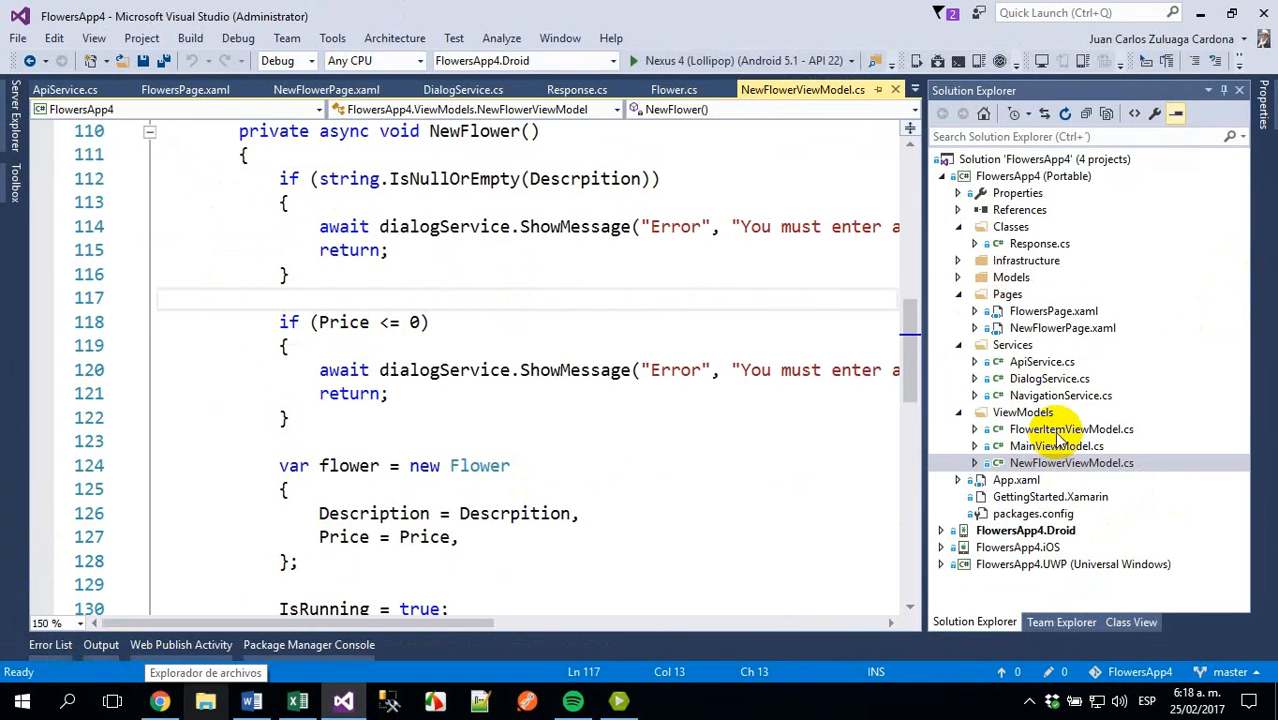 FlowersApp4 - Microsoft Visual Studio (Administrator)
2
Quick Launch (Ctrl+Q)
File Edit View Project Build Debug Team Tools Architecture Test Analyze Window Help
Juan Carlos Zuluaga Cardona
Debug Any CPU FlowersApp4.Droid Nexus 4 (Lollipop) (Android 5.1 - API 22)
Server Explorer
Toolbox
ApiService.cs FlowersPage.xaml NewFlowerPage.xaml DialogService.cs Response.cs Flower.cs NewFlowerViewModel.cs
FlowersApp4 FlowersApp4.ViewModels.NewFlowerViewModel NewFlower()
110 private async void NewFlower()
111 {
112 if (string.IsNullOrEmpty(Descrpition))
113 {
114 await dialogService.ShowMessage("Error", "You must enter a
115 return;
116 }
117
118 if (Price <= 0)
119 {
120 await dialogService.ShowMessage("Error", "You must enter a
121 return;
122 }
123
124 var flower = new Flower
125 {
126 Description = Descrpition,
127 Price = Price,
128 };
129
130 IsRunning = true;
150 %
Solution Explorer
Search Solution Explorer (Ctrl+´)
Solution 'FlowersApp4' (4 projects)
FlowersApp4 (Portable)
Properties
References
Classes
Response.cs
Infrastructure
Models
Pages
FlowersPage.xaml
NewFlowerPage.xaml
Services
ApiService.cs
DialogService.cs
NavigationService.cs
ViewModels
FlowerItemViewModel.cs
MainViewModel.cs
NewFlowerViewModel.cs
App.xaml
GettingStarted.Xamarin
packages.config
FlowersApp4.Droid
FlowersApp4.iOS
FlowersApp4.UWP (Universal Windows)
Solution Explorer Team Explorer Class View
Properties
Error List Output Web Publish Activity Package Manager Console
Ready Explorador de archivos Ln 117 Col 13 Ch 13 INS 0 0 FlowersApp4 master
ESP
6:18 a. m.
25/02/2017